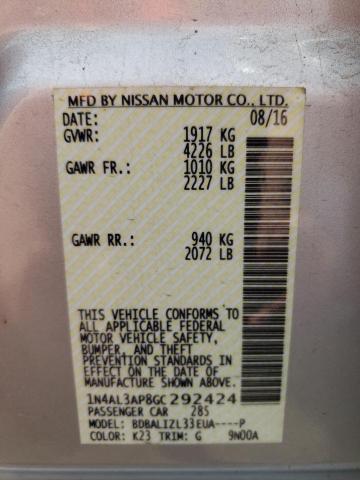 MFD BY NISSAN MOTOR CO., LTD.
DATE: 08/16
GVWR: 1917 KG
4226 LB
GAWR FR.: 1010 KG
2227 LB
GAWR RR.: 940 KG
2072 LB
THIS VEHICLE CONFORMS TO
ALL APPLICABLE FEDERAL
MOTOR VEHICLE SAFETY,
BUMPER, AND THEFT
PREVENTION STANDARDS IN
EFFECT ON THE DATE OF
MANUFACTURE SHOWN ABOVE.
1N4AL3AP8GC292424
PASSENGER CAR 285
MODEL: BDBALIZL33EUA----P
COLOR: K23 TRIM: G 9N00A